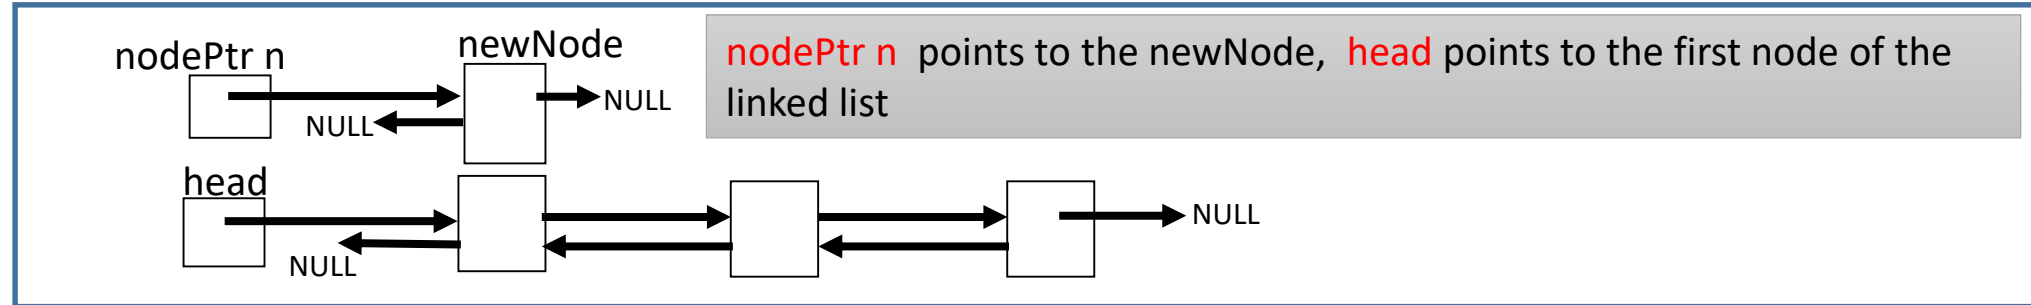 nodePtr n
newNode
NULL
NULL
nodePtr n  points to the newNode,  head points to the first node of the
linked list
head
NULL
NULL